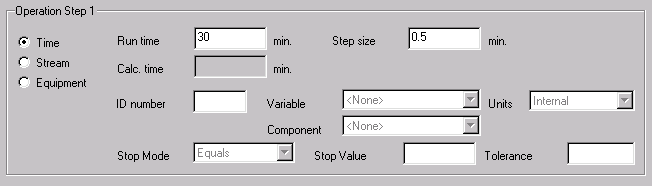 Operation Step 1
Time Run time 30 min. Step size 0.5 min.
Stream Calc. time min.
Equipment
ID number Variable <None> Units Internal
Component <None>
Stop Mode Equals Stop Value Tolerance